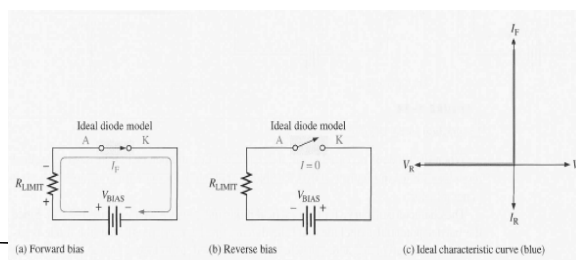 Ideal diode model
A K
I_F
R_LIMIT
− +
V_BIAS
+ −
(a) Forward bias
Ideal diode model
A K
I = 0
R_LIMIT
V_BIAS
− +
(b) Reverse bias
I_F
V_R
I_R
(c) Ideal characteristic curve (blue)